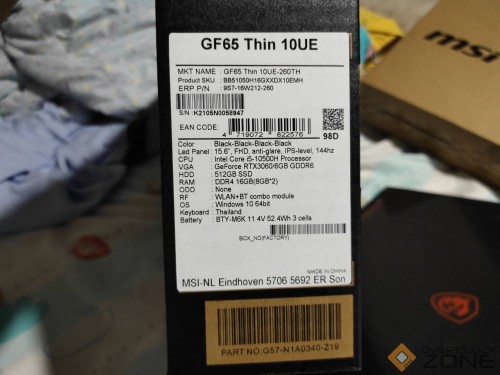 GF65 Thin 10UE
MKT NAME : GF65 Thin 10UE-260TH
Product SKU : BB51050H16GXXDX10EMH
ERP P/N : 9S7-16W212-260
S/N :K2105N0058947
EAN CODE:
4 719072 822576
98D
Color Black-Black-Black-Black
Led Panel : 15.6", FHD, anti-glare, IPS-level, 144hz
CPU : Intel Core i5-10500H Processor
VGA : GeForce RTX3060/6GB GDDR6
HDD : 512GB SSD
RAM : DDR4 16GB(8GB*2)
ODD : None
RF : WLAN+BT combo module
OS : Windows 10 64bit
Keyboard : Thailand
Battery : BTY-M6K 11.4V 52.4Wh 3 cells
BOX_NO(FACTORY)
MADE IN CHINA
MSI-NL Eindhoven 5706 5692 ER Son
PART NO.G57-N1A0340-Z19
msi
OVERCLOCK
ZONE